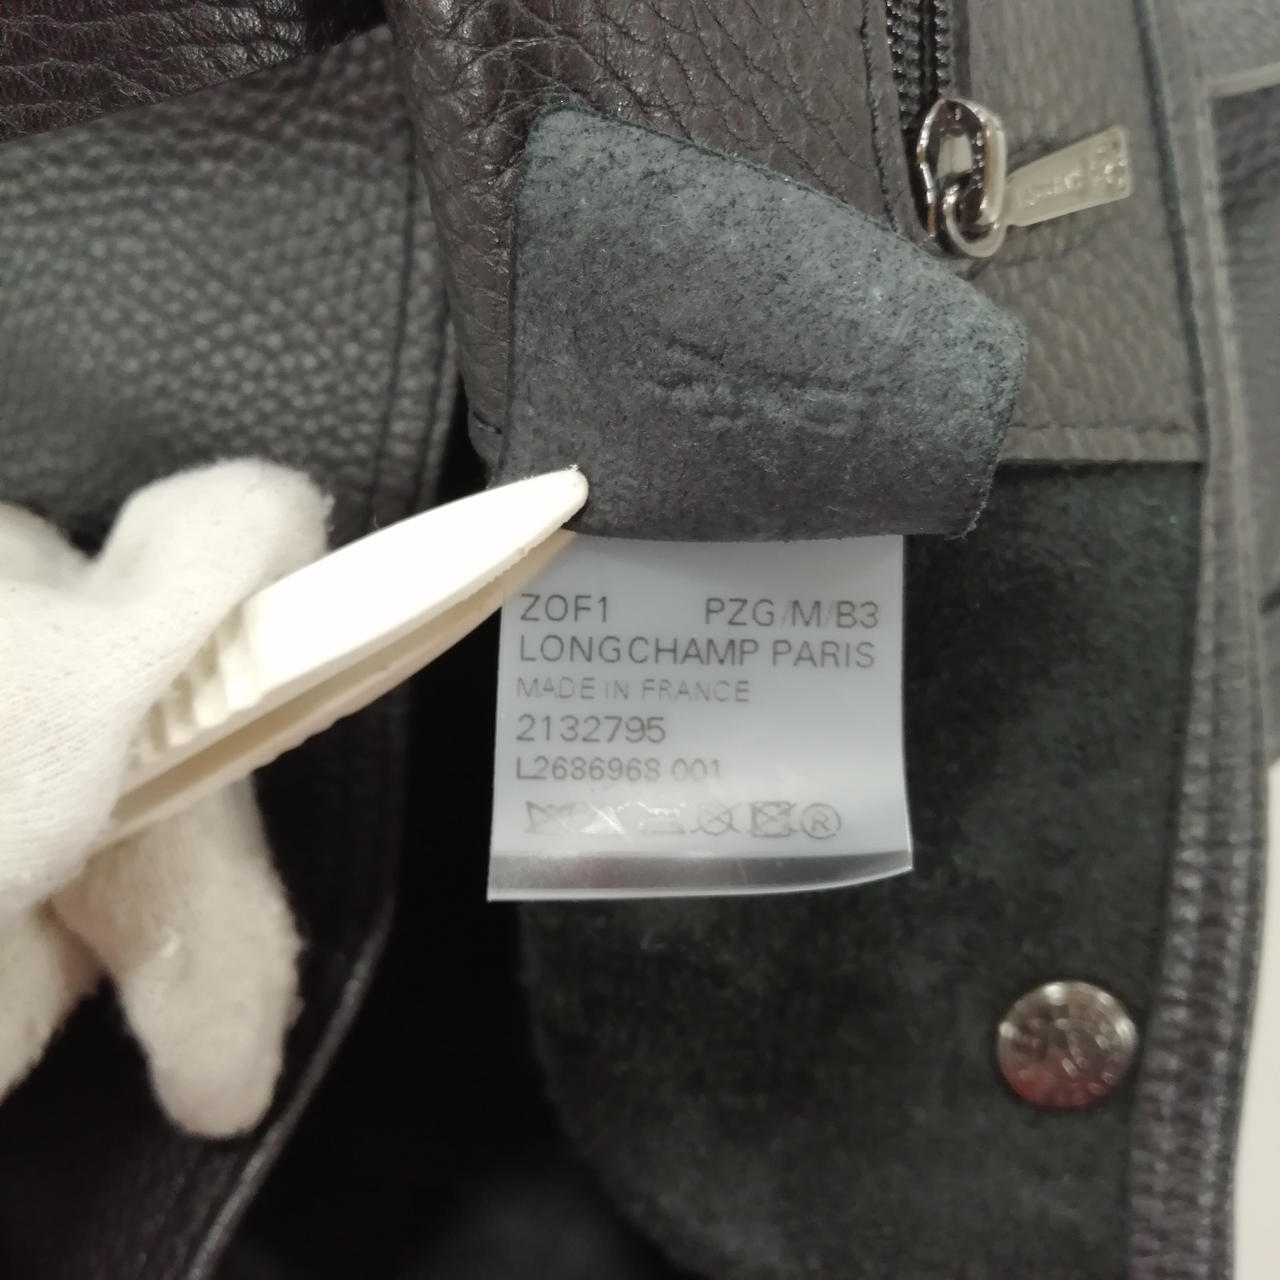 ZOF1 PZG/M/B3
LONGCHAMP PARIS
MADE IN FRANCE
2132795
L2686968 001